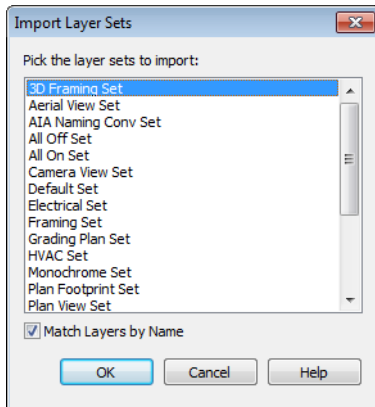 Import Layer Sets
Pick the layer sets to import:
3D Framing Set
Aerial View Set
AIA Naming Conv Set
All Off Set
All On Set
Camera View Set
Default Set
Electrical Set
Framing Set
Grading Plan Set
HVAC Set
Monochrome Set
Plan Footprint Set
Plan View Set
Match Layers by Name
OK Cancel Help